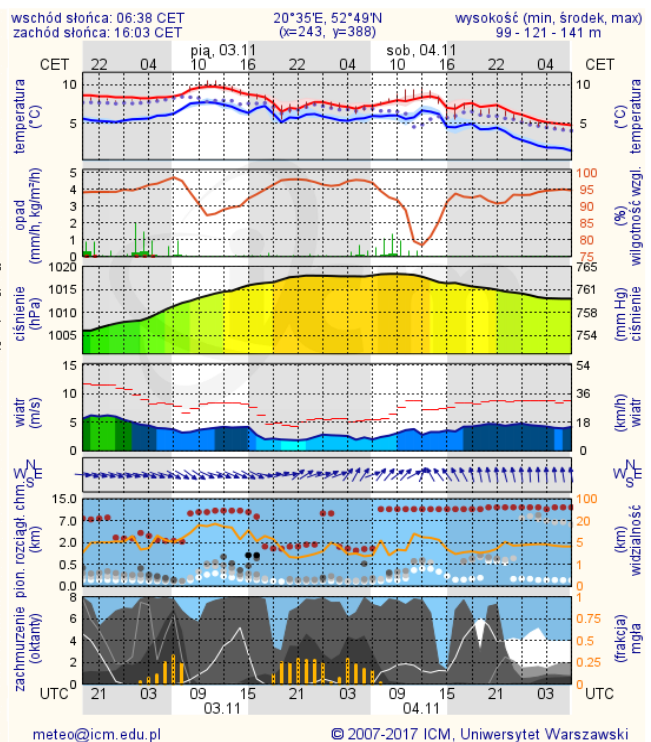 wschód słońca: 06:38 CET 20°35'E, 52°49'N wysokość (min, środek, max)
zachód słońca: 16:03 CET (x=243, y=388) 99 - 121 - 141 m
pią, 03.11 sob, 04.11
CET 22 04 10 16 22 04 10 16 22 04 CET
temperatura (°C) 10 5 10 5 temperatura (°C)
opad (mm/h, kg/m²/h) 5 4 3 2 1 0 100 95 90 85 80 75 wilgotność wzgl. (%)
ciśnienie (hPa) 1020 1015 1010 1005 765 761 758 754 (mm Hg) ciśnienie
wiatr (m/s) 15 10 5 0 54 36 18 0 (km/h) wiatr
W N S E W N S E
pion. rozciągł. chm. (km) 15.0 7.0 2.0 0.5 0.0 100 20 5 1 0 (km) widzialność
zachmurzenie (oktanty) 8 6 4 2 0 1 0.75 0.5 0.25 0 (frakcja) mgła
UTC 21 03 09 15 21 03 09 15 21 03 UTC
03.11 04.11
meteo@icm.edu.pl © 2007-2017 ICM, Uniwersytet Warszawski